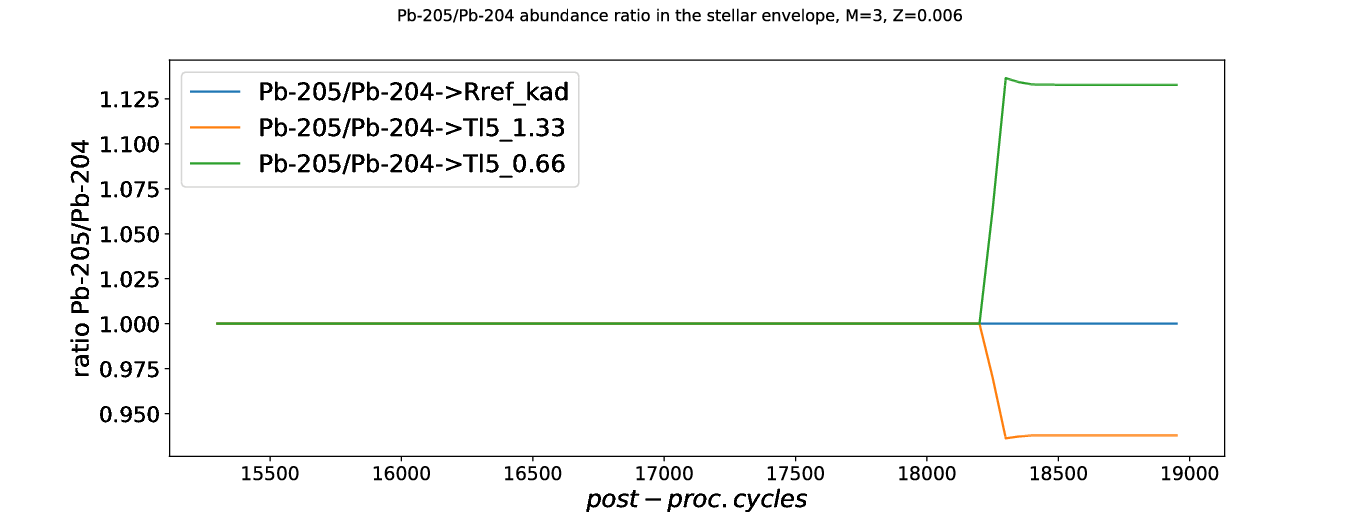 Pb-205/Pb-204 abundance ratio in the stellar envelope, M=3, Z=0.006
ratio Pb-205/Pb-204
1.125
1.100
1.075
1.050
1.025
1.000
0.975
0.950
Pb-205/Pb-204->Rref_kad
Pb-205/Pb-204->Tl5_1.33
Pb-205/Pb-204->Tl5_0.66
15500 16000 16500 17000 17500 18000 18500 19000
post − proc. cycles